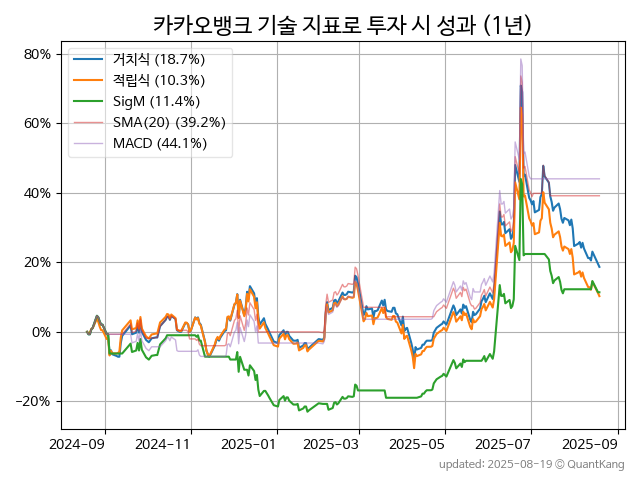 카카오뱅크 기술 지표로 투자 시 성과 (1년)
거치식 (18.7%)
적립식 (10.3%)
SigM (11.4%)
SMA(20) (39.2%)
MACD (44.1%)
80%
60%
40%
20%
0%
−20%
2024-09 2024-11 2025-01 2025-03 2025-05 2025-07 2025-09
updated: 2025-08-19 © QuantKang